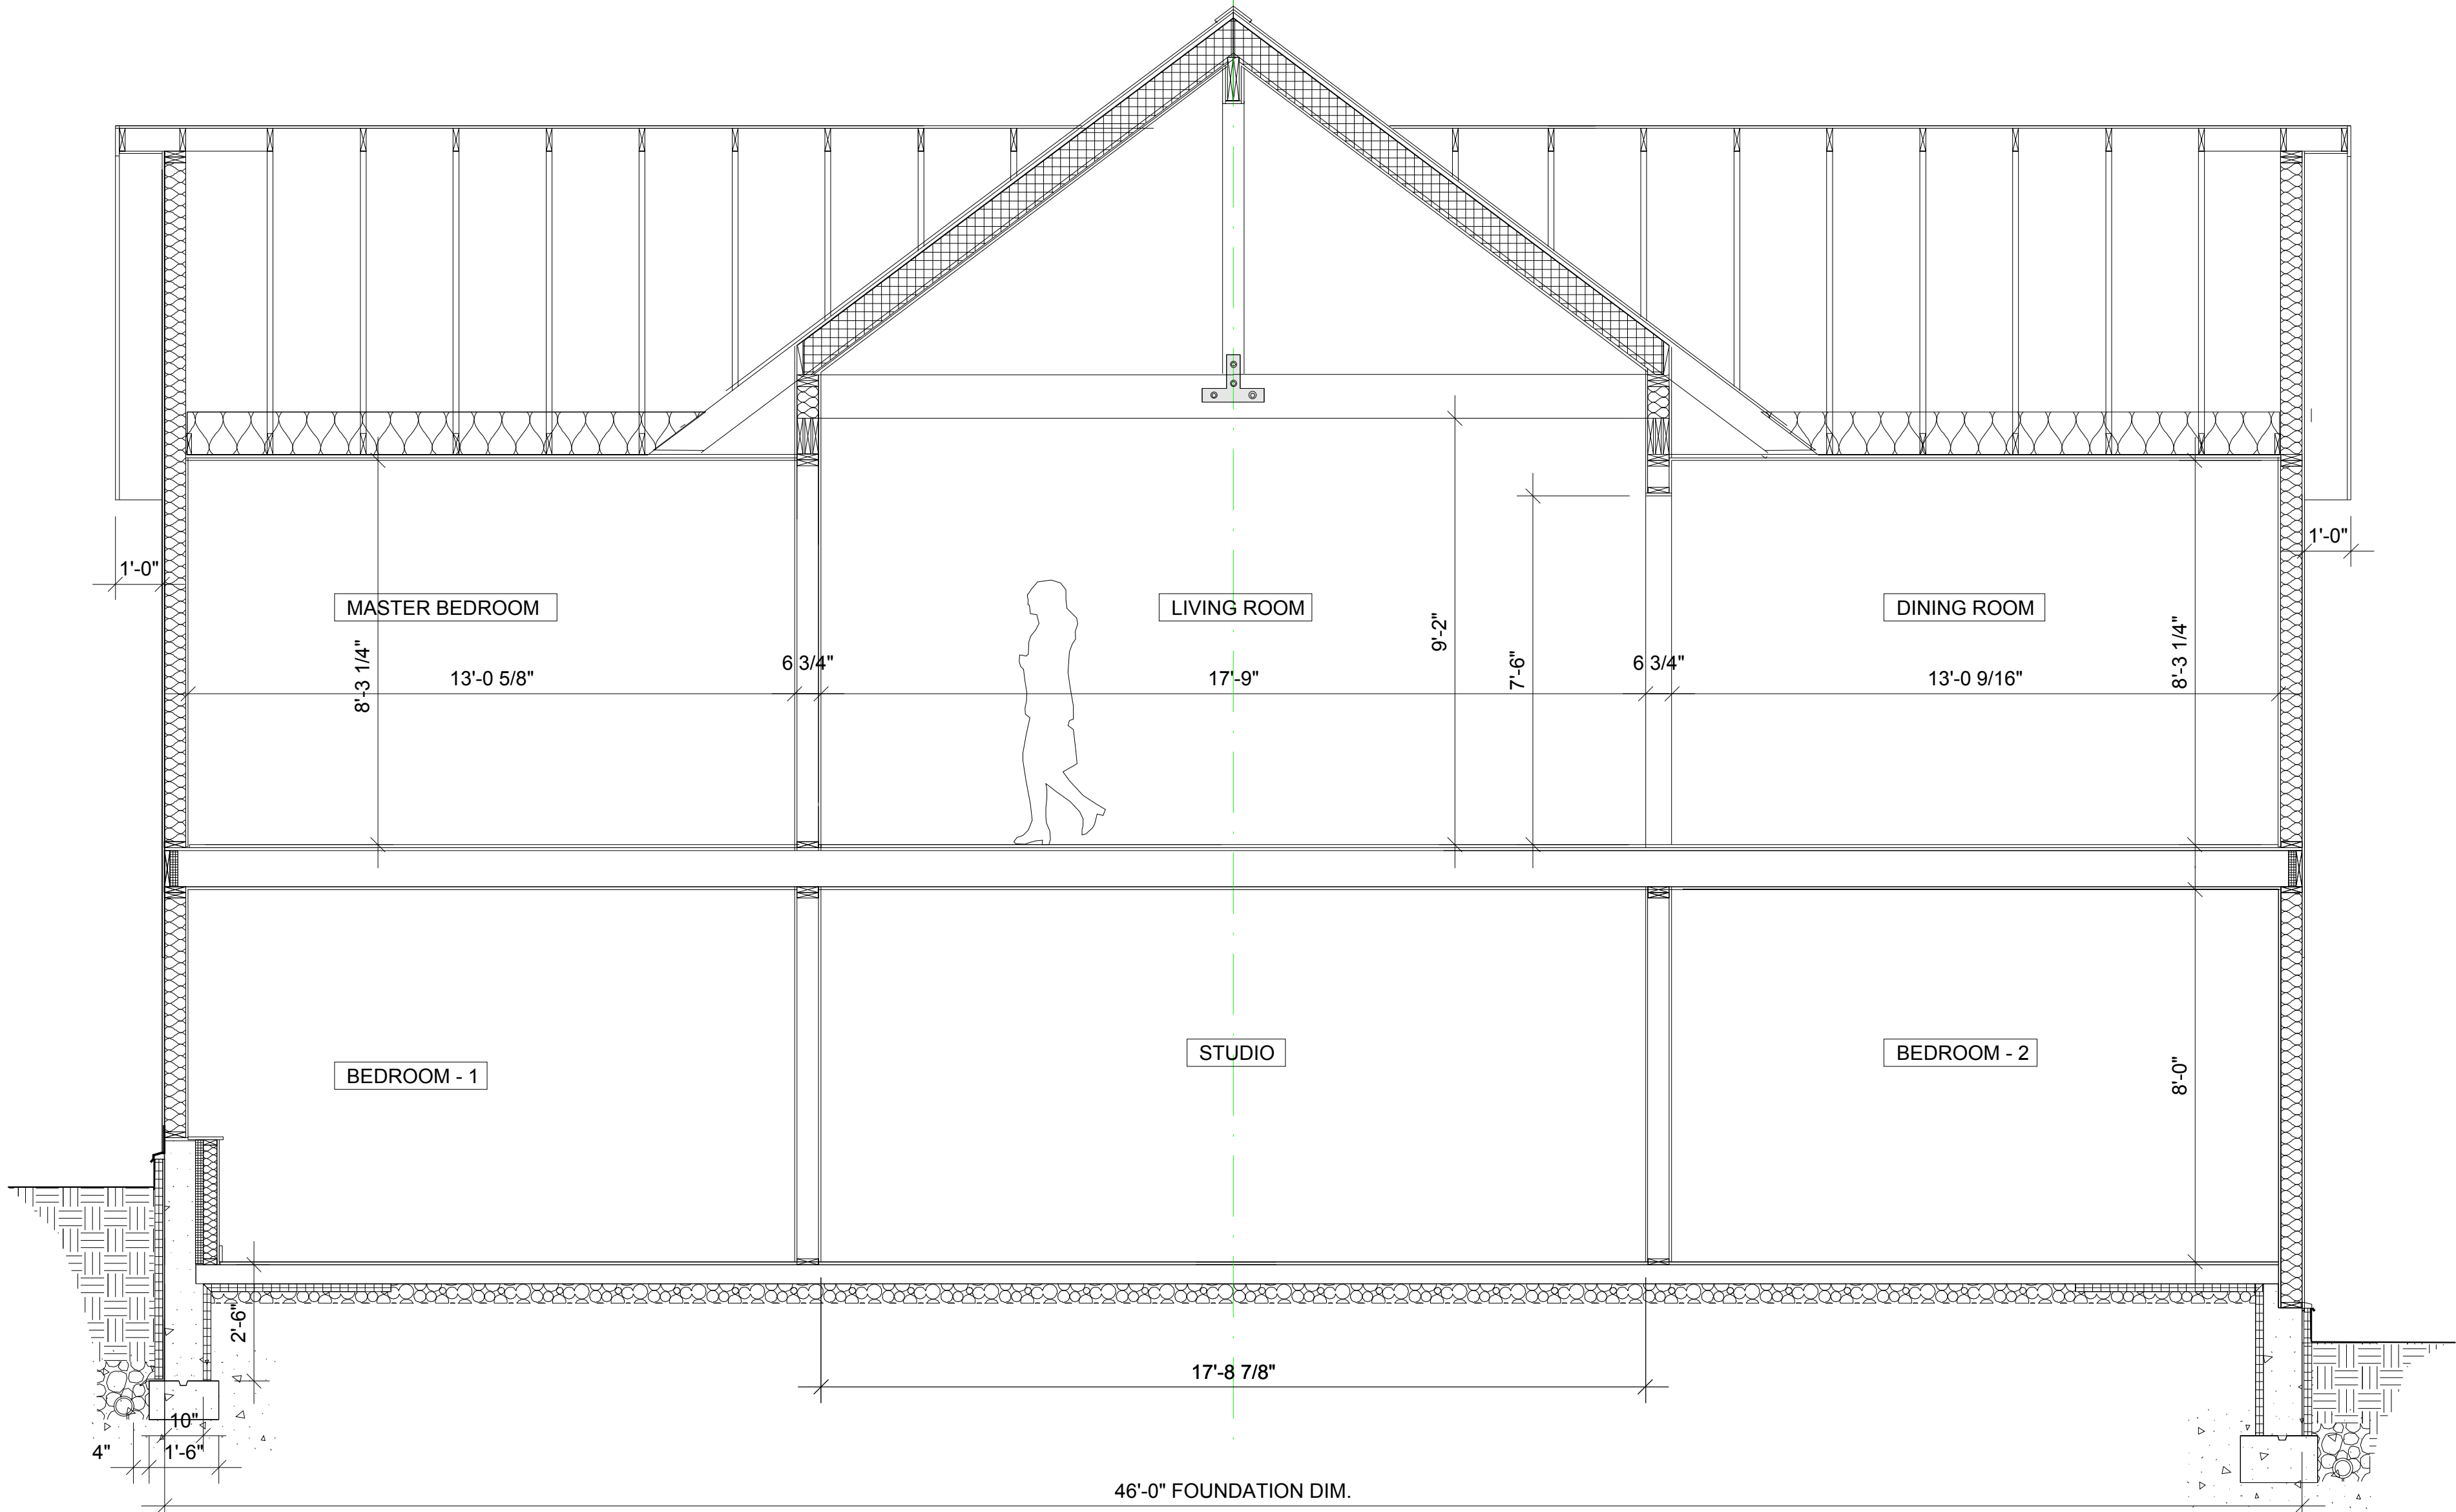 1'-0"
1'-0"
MASTER BEDROOM
LIVING ROOM
DINING ROOM
8'-3 1/4"
13'-0 5/8"
6 3/4"
17'-9"
9'-2"
7'-6"
6 3/4"
13'-0 9/16"
8'-3 1/4"
BEDROOM - 1
STUDIO
BEDROOM - 2
8'-0"
2'-6"
17'-8 7/8"
10"
4"
1'-6"
46'-0" FOUNDATION DIM.